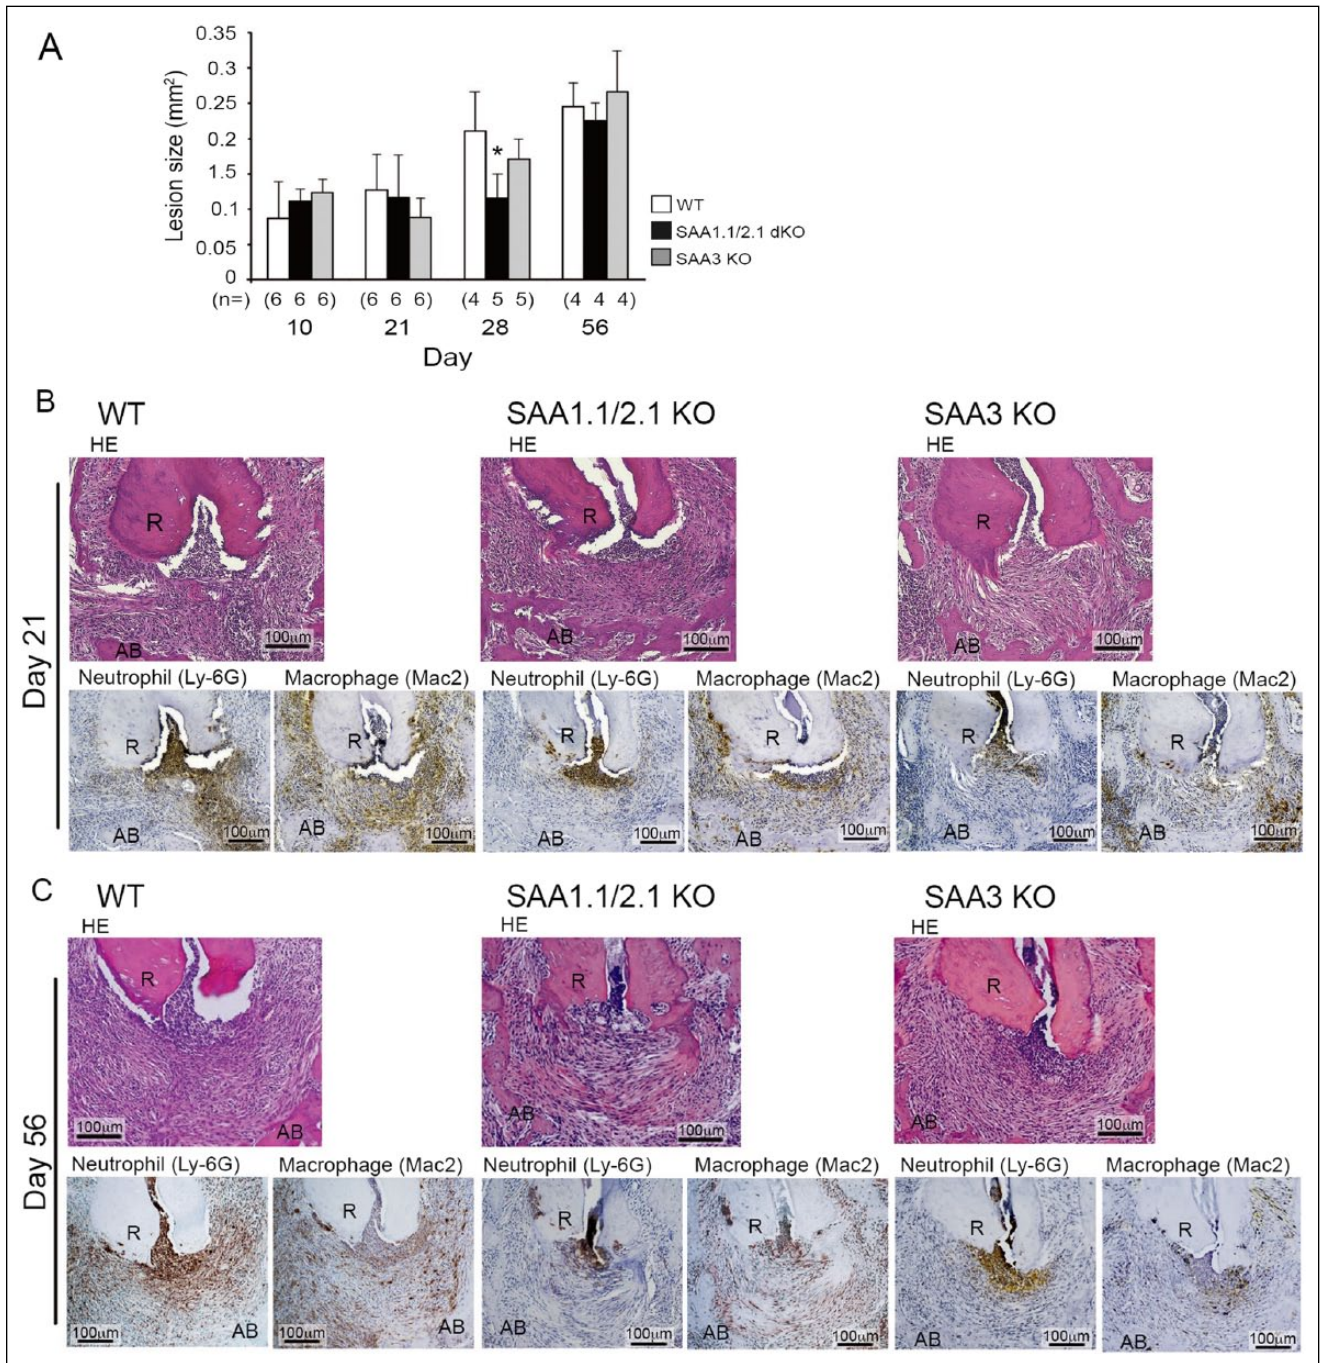 A
Lesion size (mm²)
0.35
0.3
0.25
0.2
1.5
0.1
0.05
0
WT
SAA1.1/2.1 dKO
SAA3 KO
(n=) (6 6 6) (6 6 6) (4 5 5) (4 4 4)
10 21 28 56
Day
*
B
WT SAA1.1/2.1 KO SAA3 KO
HE HE HE
Day 21
R R R
AB AB AB
100μm 100μm 100μm
Neutrophil (Ly-6G) Macrophage (Mac2) Neutrophil (Ly-6G) Macrophage (Mac2) Neutrophil (Ly-6G) Macrophage (Mac2)
R R R R R R
AB AB AB AB AB AB
100μm 100μm 100μm 100μm 100μm 100μm
C
WT SAA1.1/2.1 KO SAA3 KO
HE HE HE
Day 56
R R R
100μm AB AB 100μm AB 100μm
Neutrophil (Ly-6G) Macrophage (Mac2) Neutrophil (Ly-6G) Macrophage (Mac2) Neutrophil (Ly-6G) Macrophage (Mac2)
R R R R R R
100μm AB 100μm AB AB 100μm AB 100μm AB 100μm AB 100μm